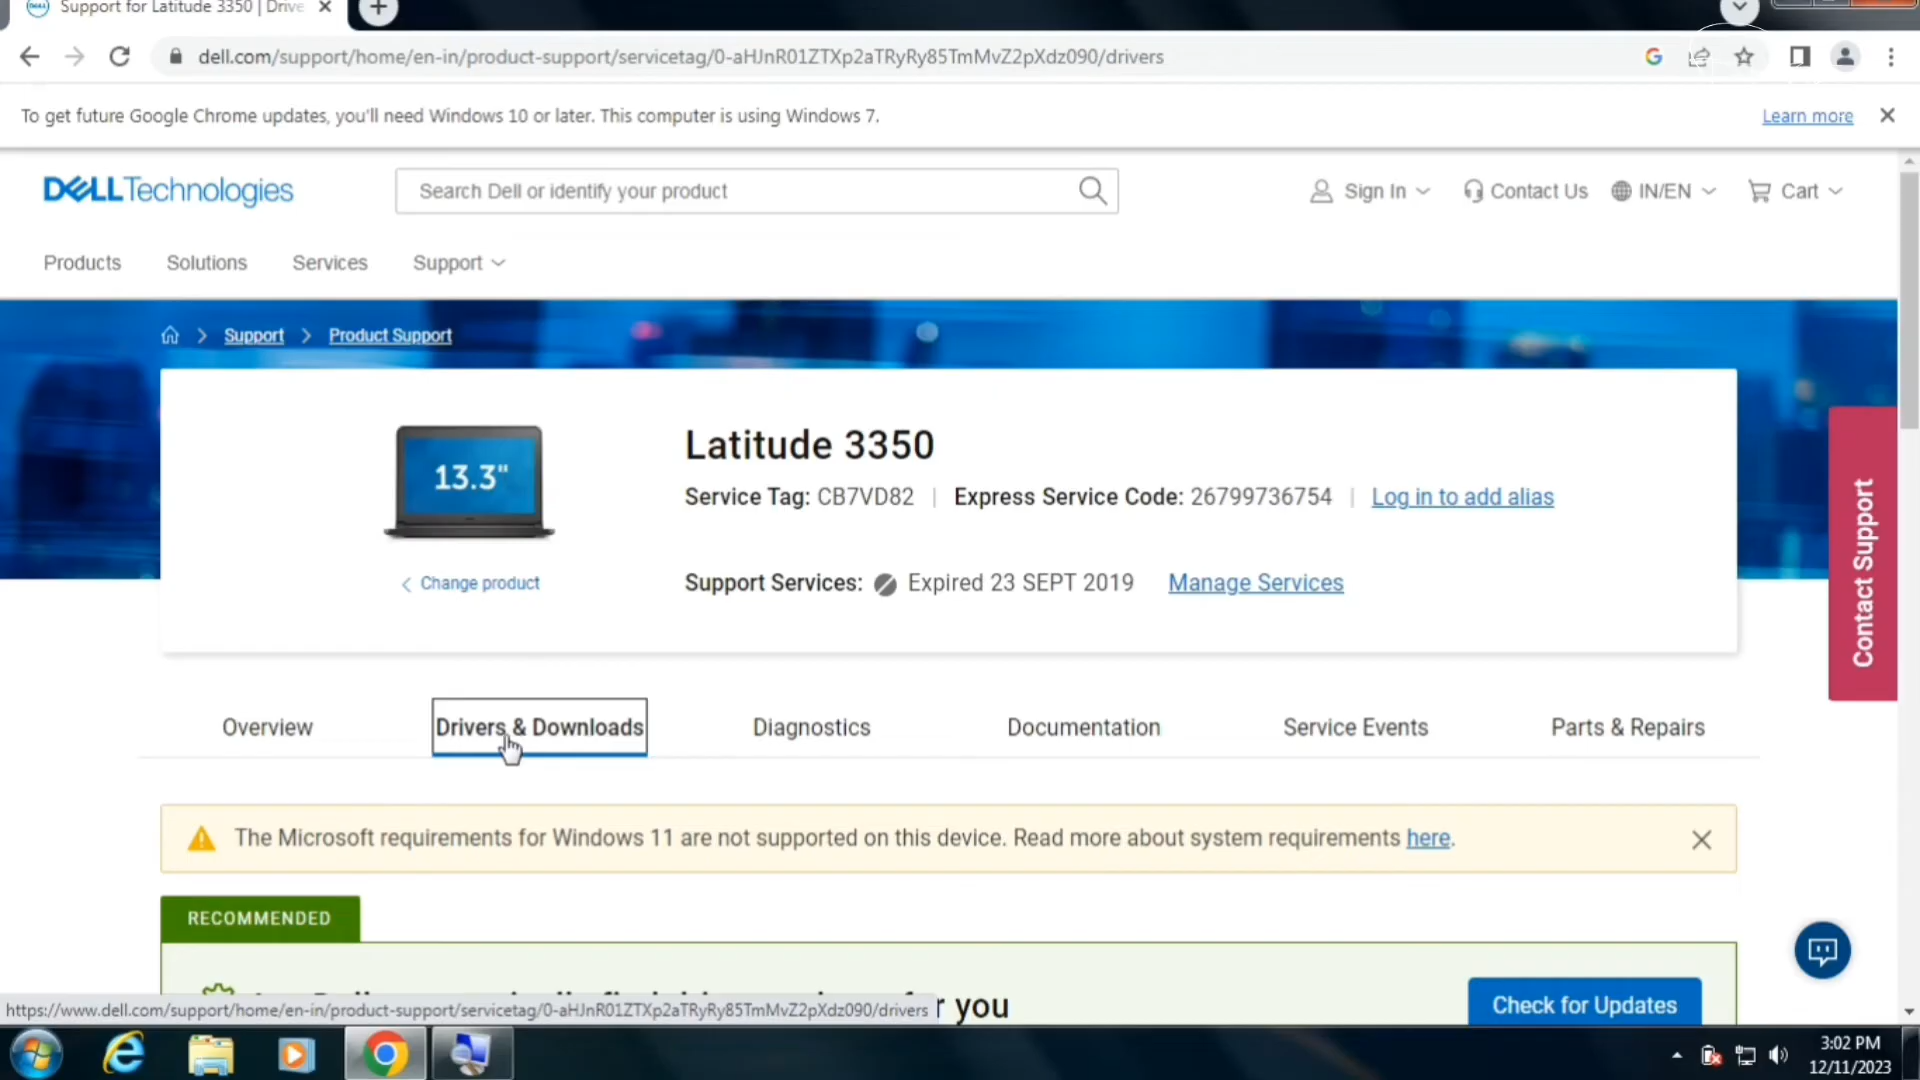 Support for Latitude 3350 | Drive
dell.com/support/home/en-in/product-support/servicetag/0-aHJnR01ZTXp2aTRyRy85TmMvZ2pXdz090/drivers
To get future Google Chrome updates, you'll need Windows 10 or later. This computer is using Windows 7.
Learn more
DELLTechnologies
Search Dell or identify your product
Sign In
Contact Us
IN/EN
Cart
Products
Solutions
Services
Support
Support
Product Support
13.3"
Change product
Latitude 3350
Service Tag: CB7VD82 | Express Service Code: 26799736754 | Log in to add alias
Support Services: Expired 23 SEPT 2019 Manage Services
Contact Support
Overview
Drivers & Downloads
Diagnostics
Documentation
Service Events
Parts & Repairs
The Microsoft requirements for Windows 11 are not supported on this device. Read more about system requirements here.
RECOMMENDED
you
Check for Updates
https://www.dell.com/support/home/en-in/product-support/servicetag/0-aHJnR01ZTXp2aTRyRy85TmMvZ2pXdz090/drivers
3:02 PM
12/11/2023